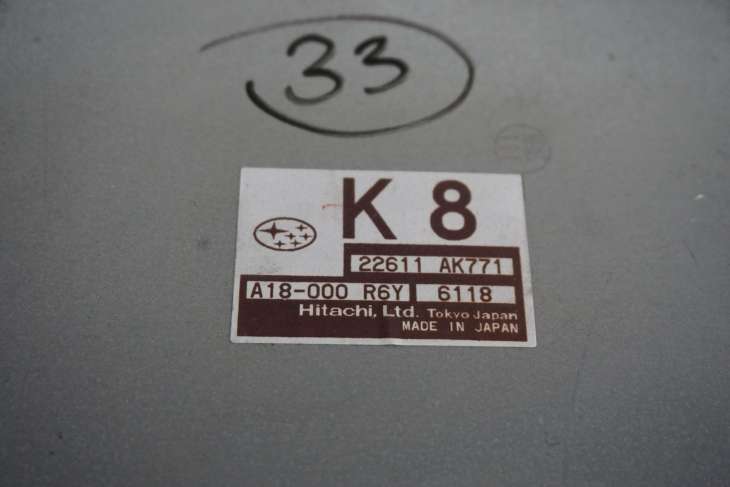 33
K 8
22611 AK771
A18-000 R6Y 6118
Hitachi, Ltd. Tokyo Japan
MADE IN JAPAN